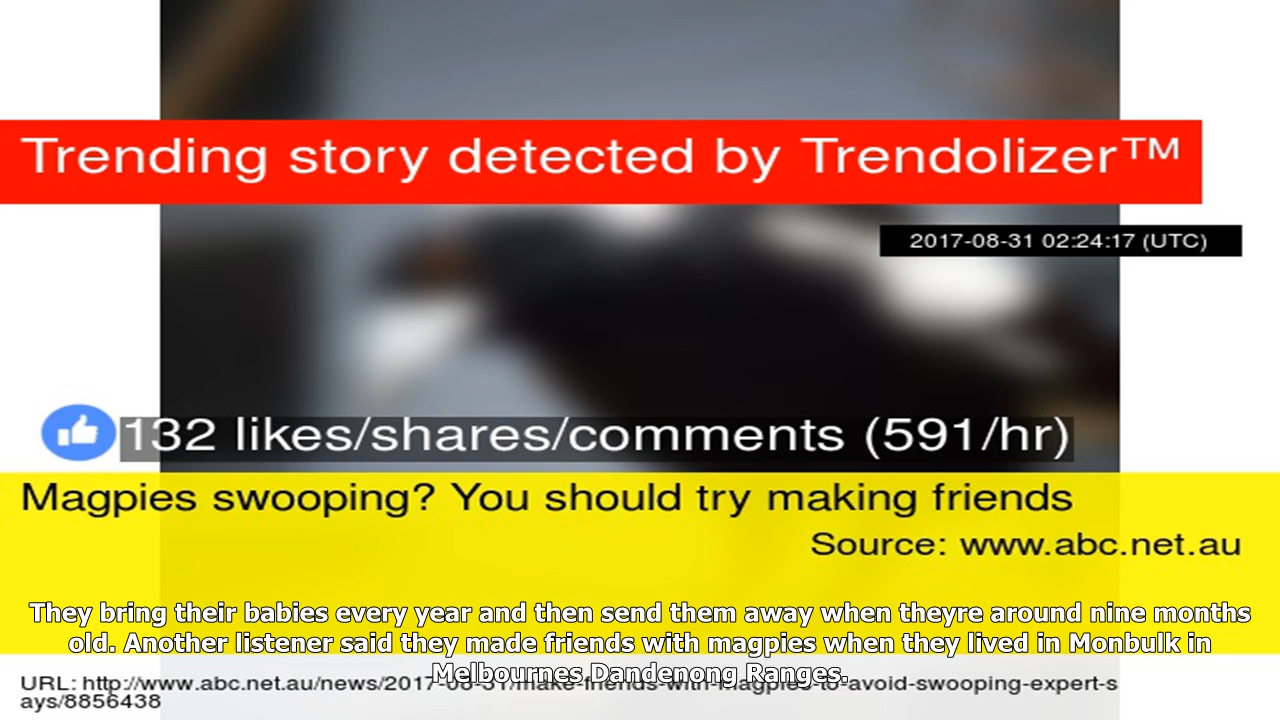 Trending story detected by Trendolizer™
2017-08-31 02:24:17 (UTC)
132 likes/shares/comments (591/hr)
Magpies swooping? You should try making friends
Source: www.abc.net.au
They bring their babies every year and then send them away when theyre around nine months
old. Another listener said they made friends with magpies when they lived in Monbulk in
Melbournes Dandenong Ranges.
URL: http://www.abc.net.au/news/2017-08-31/make-friends-with-magpies-to-avoid-swooping-expert-s
ays/8856438